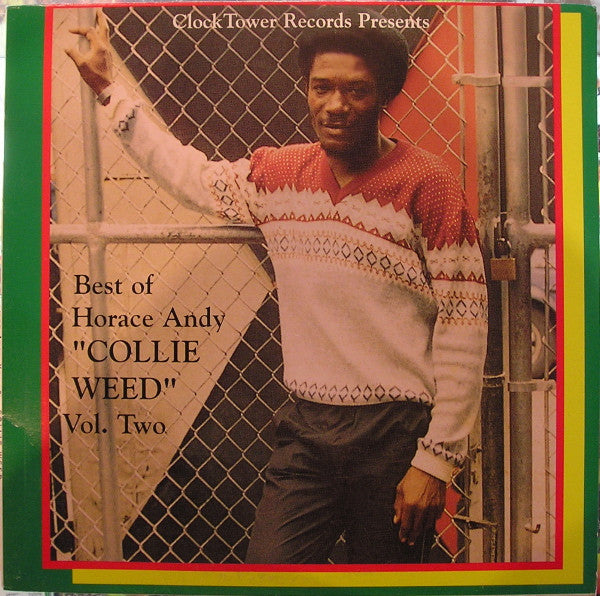 ClockTower Records Presents
Best of
Horace Andy
"COLLIE
WEED"
Vol. Two